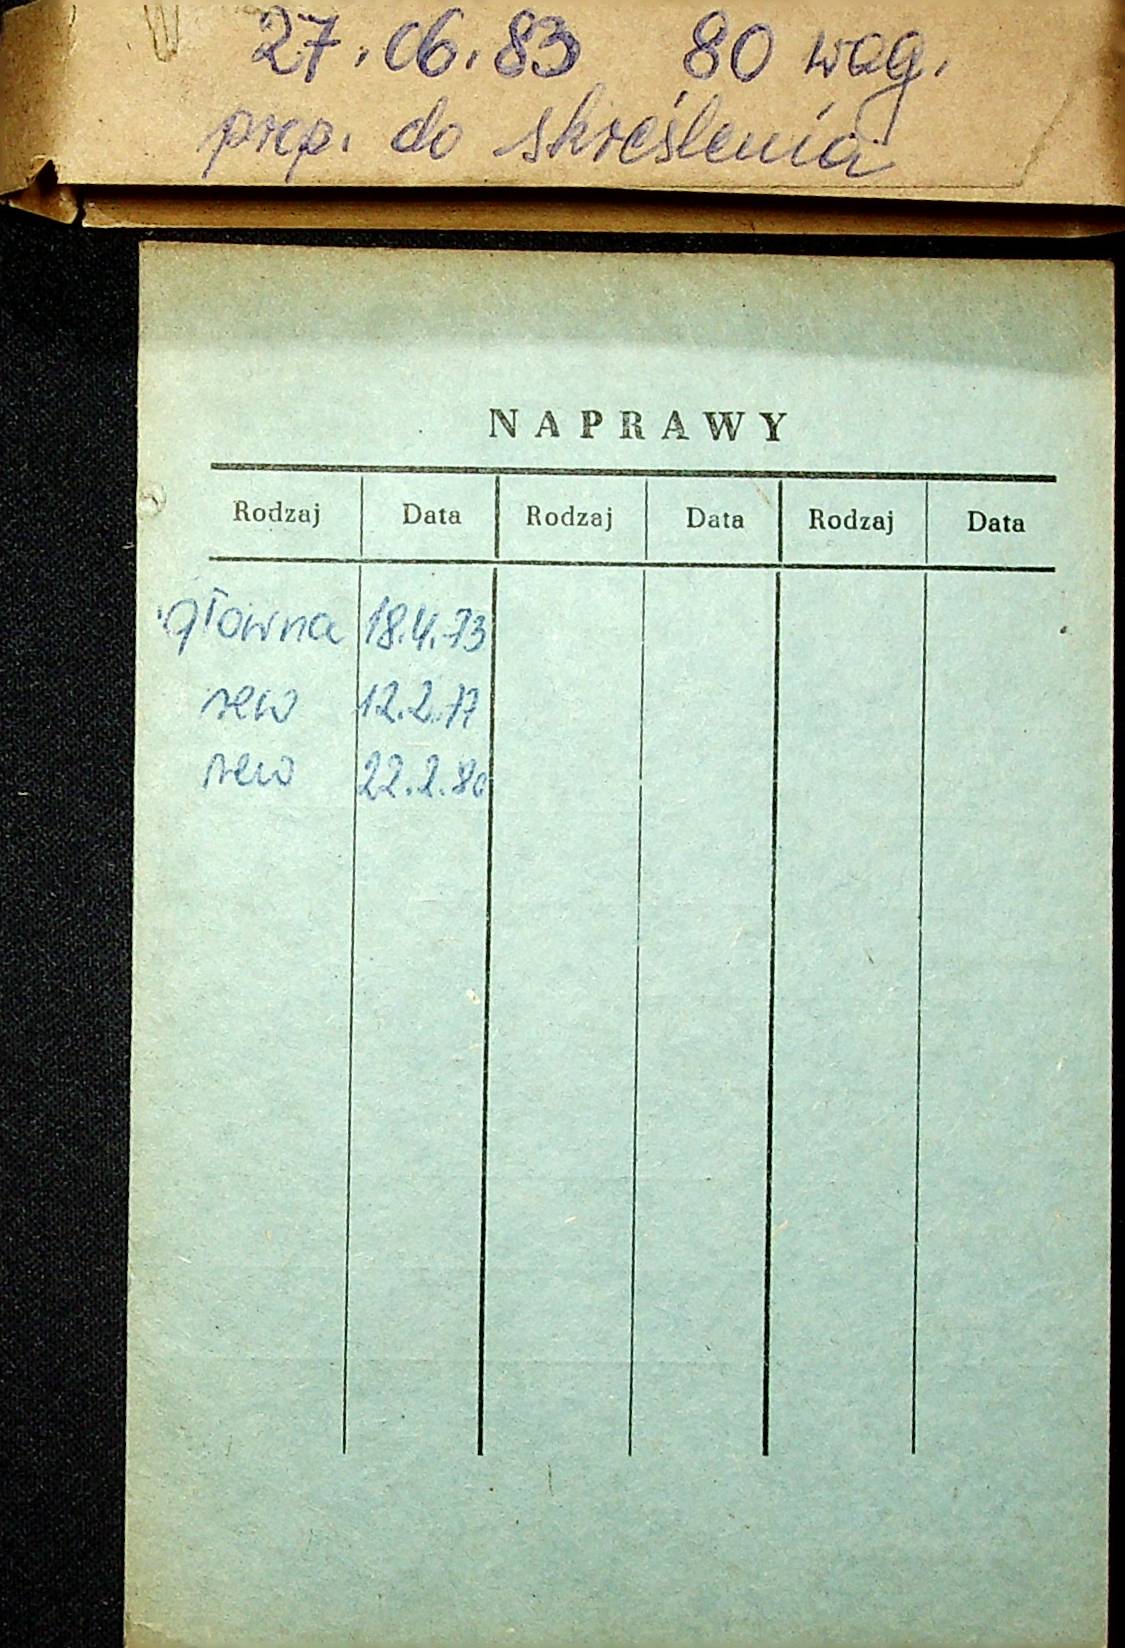 27.06.83 80 wag.
prep. do skreślenia
NAPRAWY
Rodzaj Data Rodzaj Data Rodzaj Data
główna 18.4.73
rew 12.2.77
rew 22.2.80